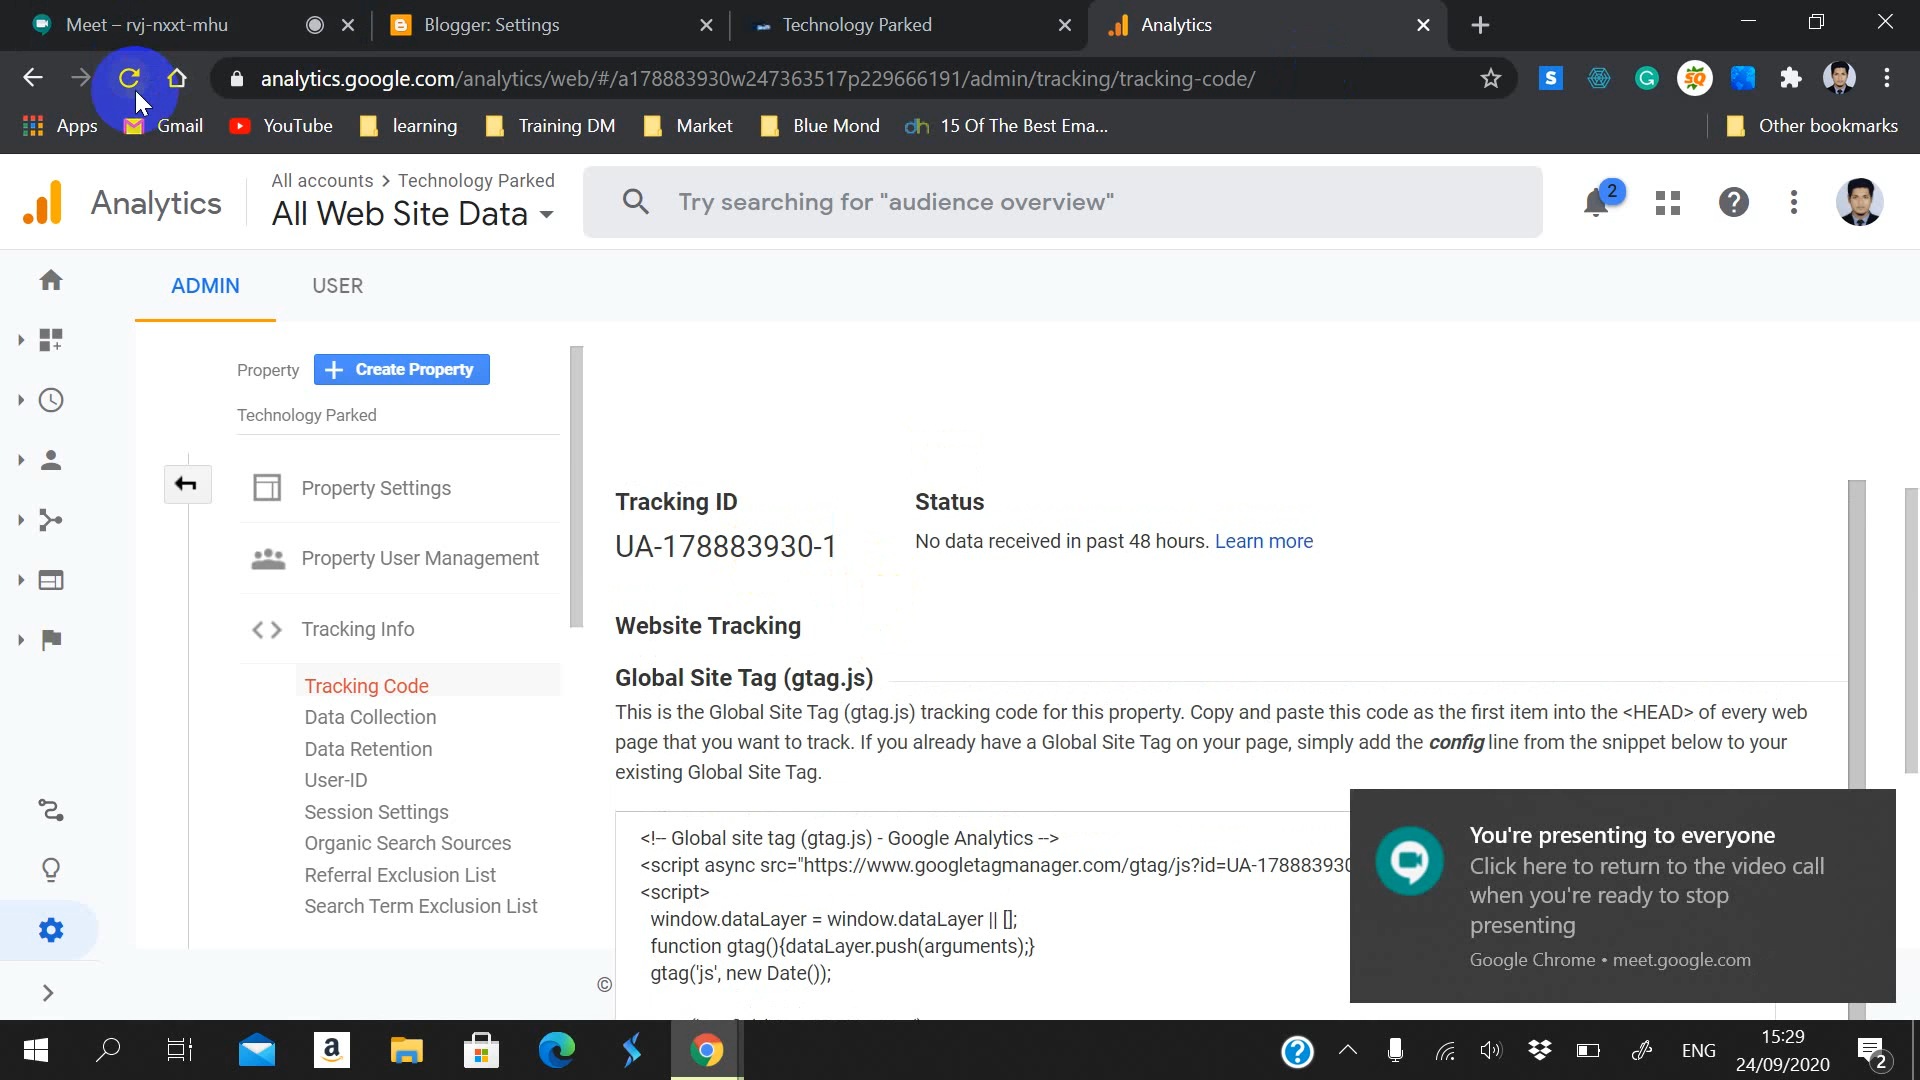 Meet – rvj-nxxt-mhu
Blogger: Settings
Technology Parked
Analytics
analytics.google.com/analytics/web/#/a178883930w247363517p229666191/admin/tracking/tracking-code/
Apps
Gmail
YouTube
learning
Training DM
Market
Blue Mond
15 Of The Best Ema...
Other bookmarks
Analytics
All accounts > Technology Parked
All Web Site Data
Try searching for "audience overview"
2
ADMIN
USER
Property
+ Create Property
Technology Parked
Property Settings
Property User Management
Tracking Info
Tracking Code
Data Collection
Data Retention
User-ID
Session Settings
Organic Search Sources
Referral Exclusion List
Search Term Exclusion List
Tracking ID
UA-178883930-1
Status
No data received in past 48 hours. Learn more
Website Tracking
Global Site Tag (gtag.js)
This is the Global Site Tag (gtag.js) tracking code for this property. Copy and paste this code as the first item into the <HEAD> of every web
page that you want to track. If you already have a Global Site Tag on your page, simply add the config line from the snippet below to your
existing Global Site Tag.
<!-- Global site tag (gtag.js) - Google Analytics -->
<script async src="https://www.googletagmanager.com/gtag/js?id=UA-178883930
<script>
window.dataLayer = window.dataLayer || [];
function gtag(){dataLayer.push(arguments);}
gtag('js', new Date());
©
You're presenting to everyone
Click here to return to the video call
when you're ready to stop
presenting
Google Chrome • meet.google.com
ENG
15:29
24/09/2020
2